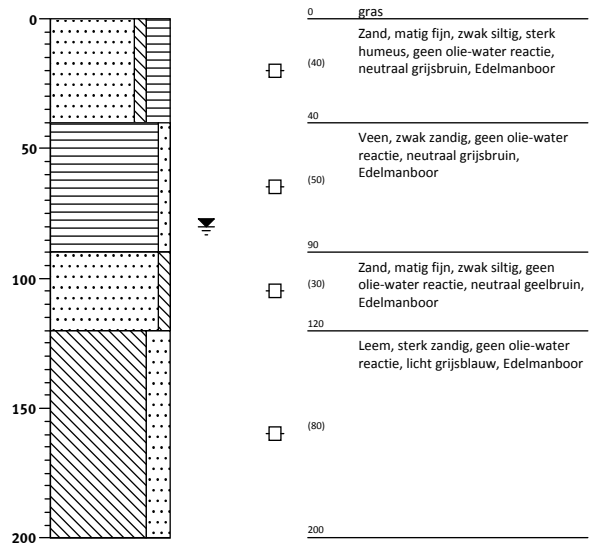 0
50
100
150
200
0 gras
Zand, matig fijn, zwak siltig, sterk
humeus, geen olie-water reactie,
neutraal grijsbruin, Edelmanboor
(40)
40
Veen, zwak zandig, geen olie-water
reactie, neutraal grijsbruin,
Edelmanboor
(50)
90
Zand, matig fijn, zwak siltig, geen
olie-water reactie, neutraal geelbruin,
Edelmanboor
(30)
120
Leem, sterk zandig, geen olie-water
reactie, licht grijsblauw, Edelmanboor
(80)
200